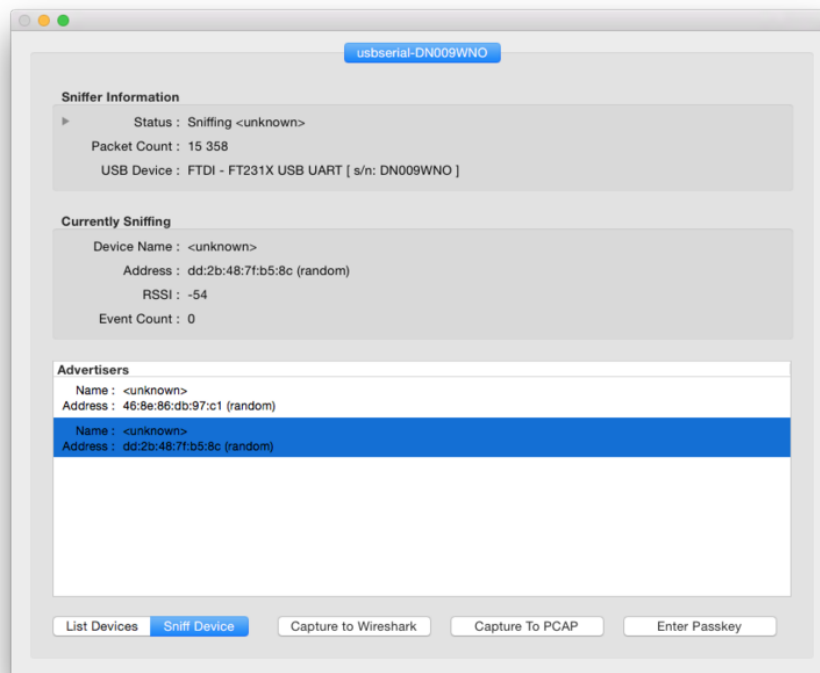 usbserial-DN009WNO
Sniffer Information
Status : Sniffing <unknown>
Packet Count : 15 358
USB Device : FTDI - FT231X USB UART [ s/n: DN009WNO ]
Currently Sniffing
Device Name : <unknown>
Address : dd:2b:48:7f:b5:8c (random)
RSSI : -54
Event Count : 0
Advertisers
Name : <unknown>
Address : 46:8e:86:db:97:c1 (random)
Name : <unknown>
Address : dd:2b:48:7f:b5:8c (random)
List Devices Sniff Device Capture to Wireshark Capture To PCAP Enter Passkey